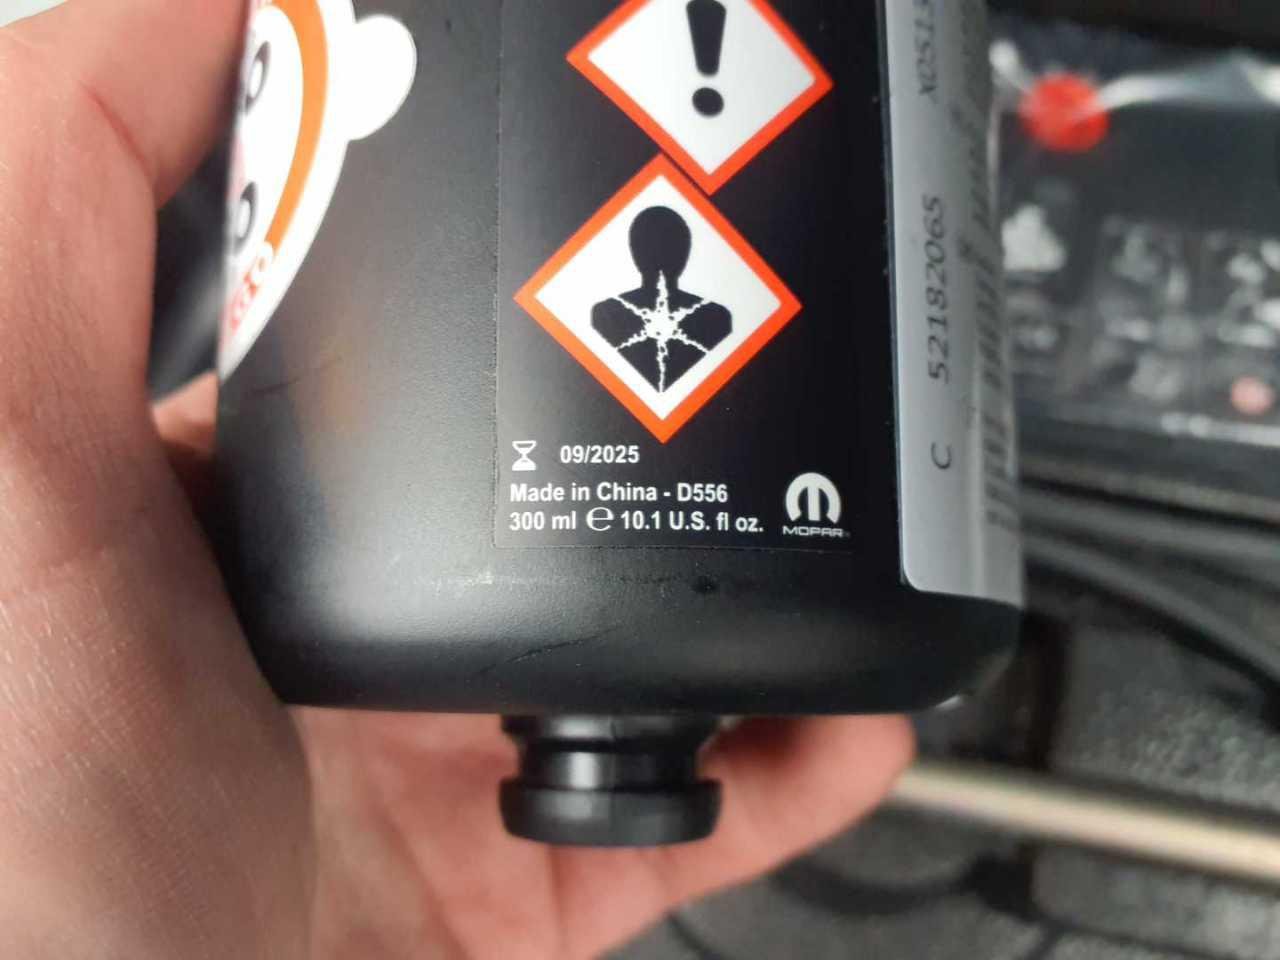 09/2025
Made in China - D556
300 ml ℮ 10.1 U.S. fl oz.
MOPAR
C 52182065